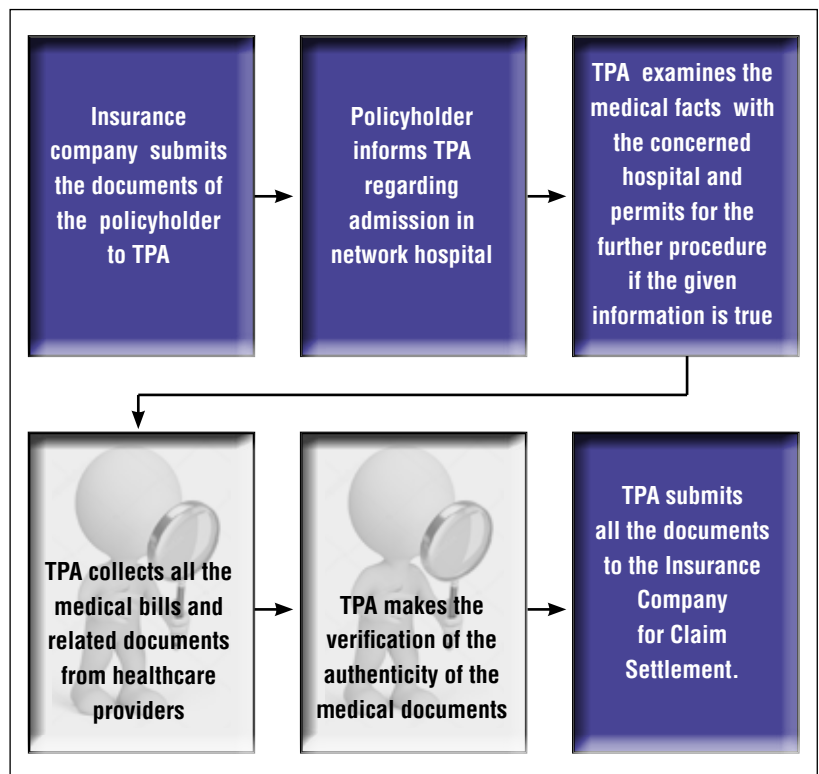 Insurance
company submits
the documents of
the policyholder
to TPA
Policyholder
informs TPA
regarding
admission in
network hospital
TPA examines the
medical facts with
the concerned
hospital and
permits for the
further procedure
if the given
information is true
TPA collects all the
medical bills and
related documents
from healthcare
providers
TPA makes the
verification of the
authenticity of the
medical documents
TPA submits
all the documents
to the Insurance
Company
for Claim
Settlement.